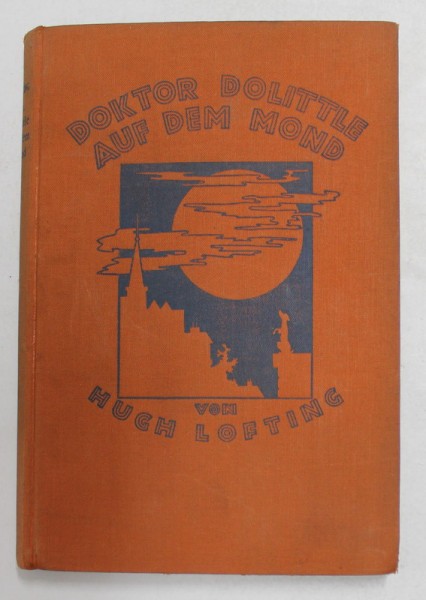 DOKTOR DOLITTLE
AUF DEM MOND
VON
HUGH LOFTING